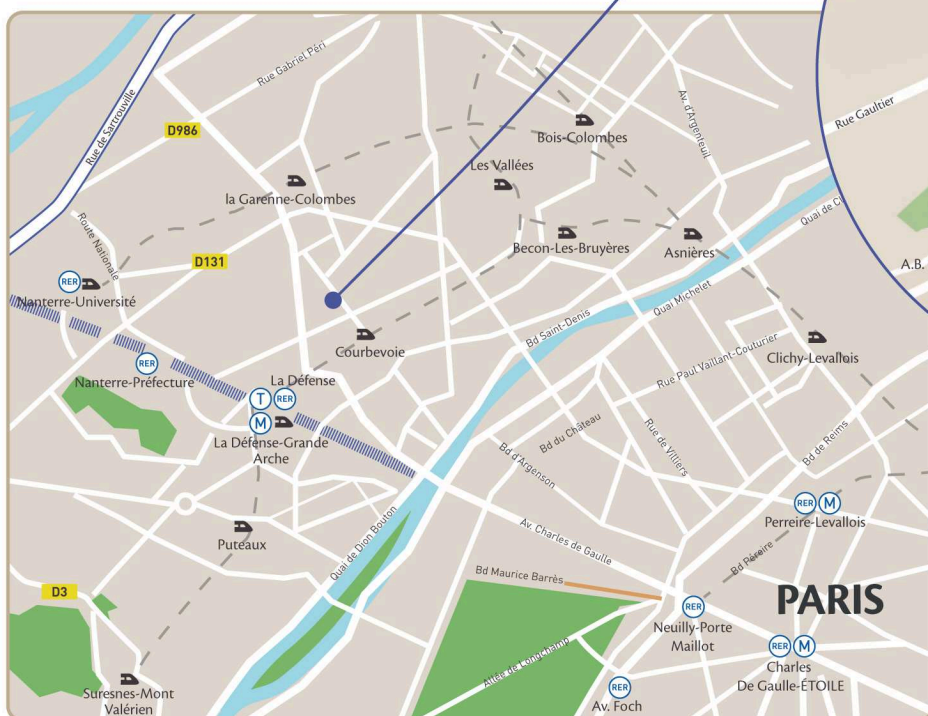 Rue Gabriel Péri
Rue de Sartrouville
D986
Bois-Colombes
Av. d'Argenteuil
Rue Gaultier
Les Vallées
la Garenne-Colombes
Route Nationale
Becon-Les-Bruyères
Asnières
Quai de
D131
A.B.
RER
Nanterre-Université
Quai Michelet
Bd Saint-Denis
Courbevoie
Rue Paul Vaillant-Couturier
Clichy-Levallois
RER
Nanterre-Préfecture
La Défense
T RER
M
La Défense-Grande
Arche
Bd du Château
Rue de Villiers
Bd de Reims
Bd d'Argenson
RER M
Perreire-Levallois
Puteaux
Quai de Dion Bouton
Av. Charles de Gaulle
Bd Péreire
Bd Maurice Barrès
D3
PARIS
RER
Neuilly-Porte
Maillot
RER M
Charles
De Gaulle-ÉTOILE
Allée de Longchamp
RER
Av. Foch
Suresnes-Mont
Valérien